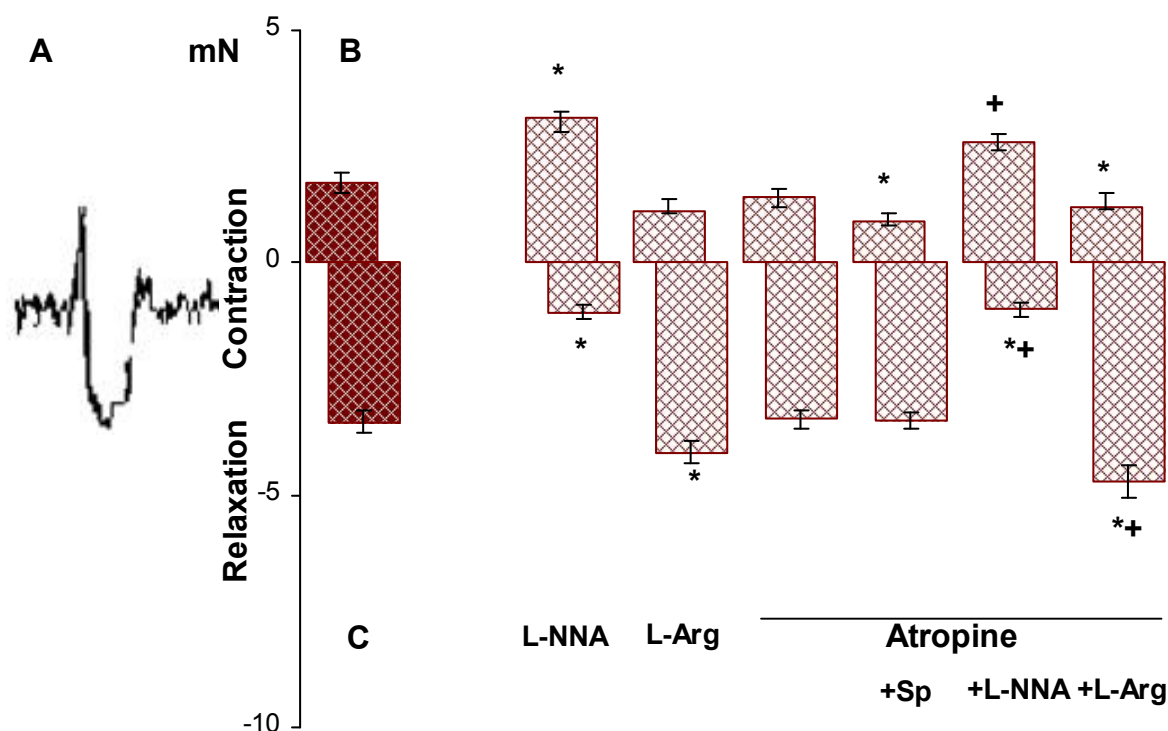 5
A mN B
*
+
*
*
Contraction
0
*
*+
Relaxation
*
-5
*+
C L-NNA L-Arg Atropine
+Sp +L-NNA +L-Arg
-10